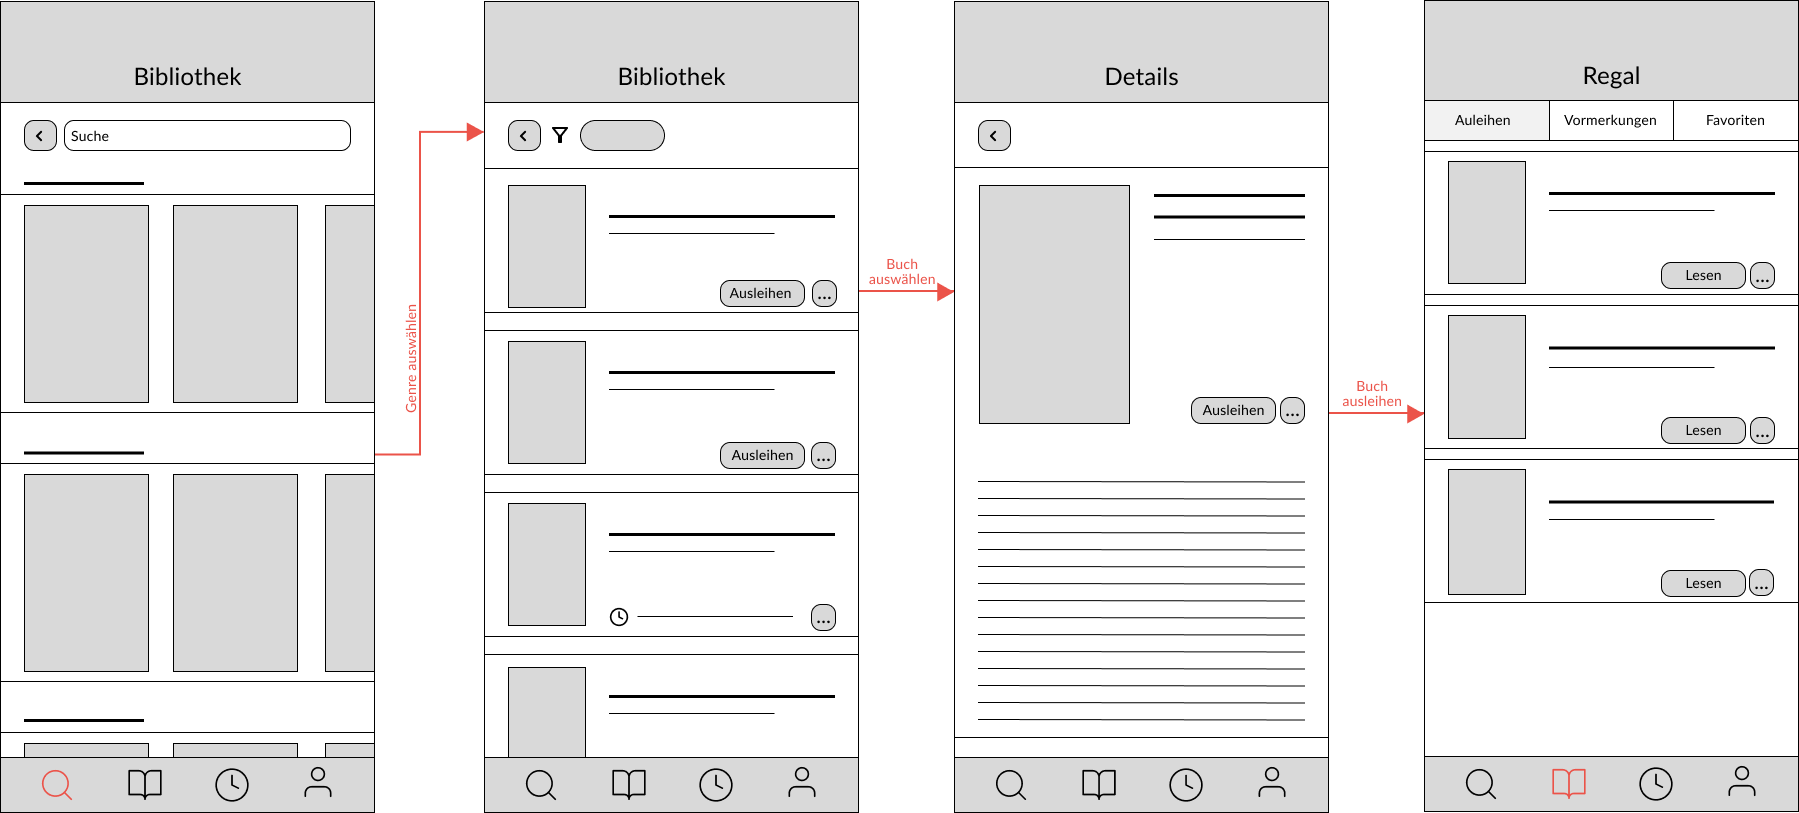 Bibliothek
Suche
Genre auswählen
Bibliothek
Ausleihen ...
Ausleihen ...
...
Buch
auswählen
Details
Ausleihen ...
Buch
ausleihen
Regal
Auleihen Vormerkungen Favoriten
Lesen ...
Lesen ...
Lesen ...